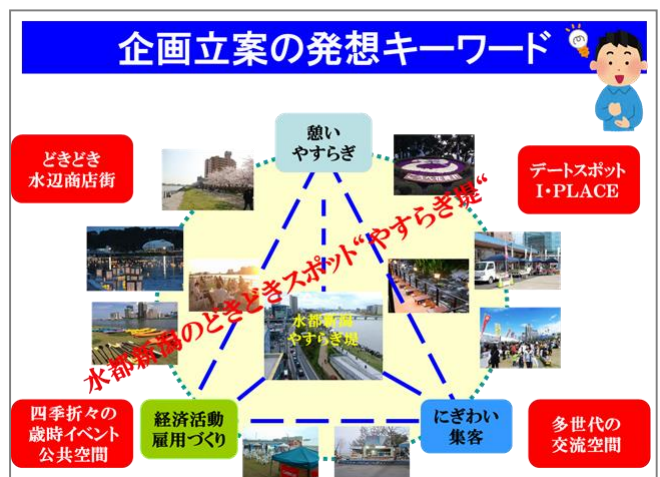 企画立案の発想キーワード
憩い
やすらぎ
どきどき
水辺商店街
デートスポット
I・PLACE
水都新潟のどきどきスポット“やすらぎ堤“
水都新潟
やすらぎ堤
四季折々の
歳時イベント
公共空間
経済活動
雇用づくり
にぎわい
集客
多世代の
交流空間